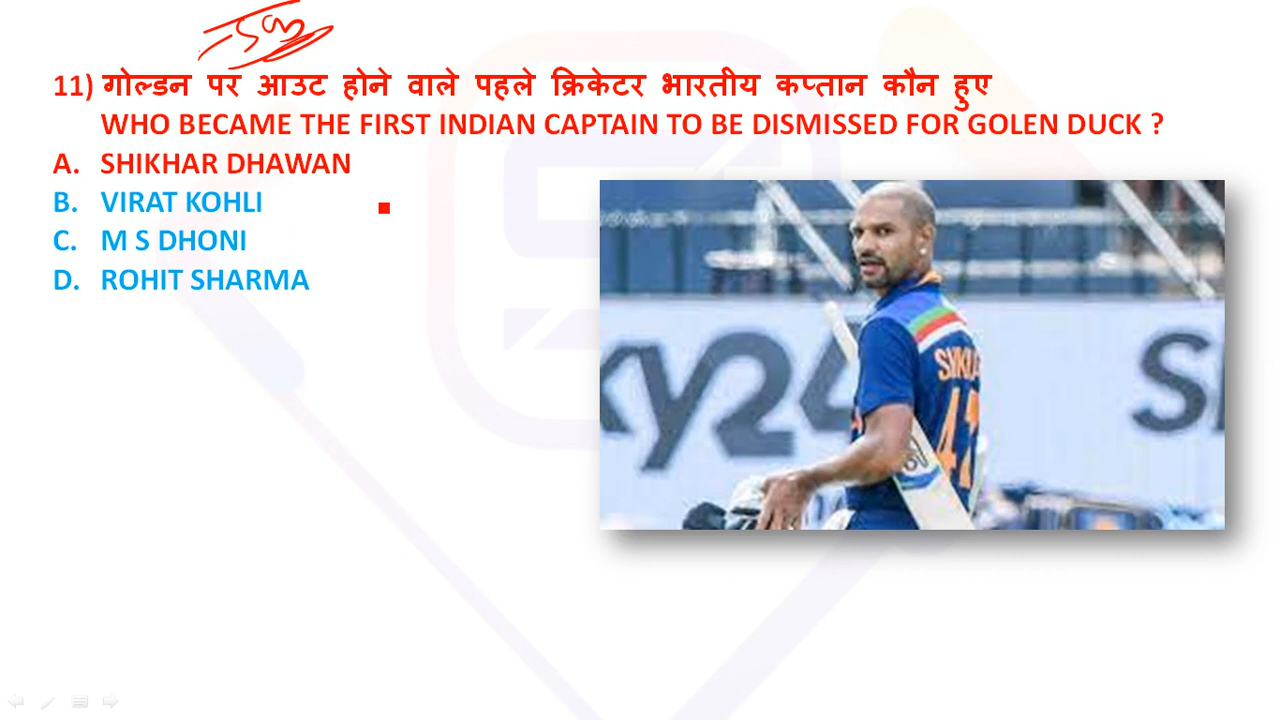 11) गोल्डन पर आउट होने वाले पहले क्रिकेटर भारतीय कप्तान कौन हुए
WHO BECAME THE FIRST INDIAN CAPTAIN TO BE DISMISSED FOR GOLEN DUCK ?
A. SHIKHAR DHAWAN
B. VIRAT KOHLI
C. M S DHONI
D. ROHIT SHARMA